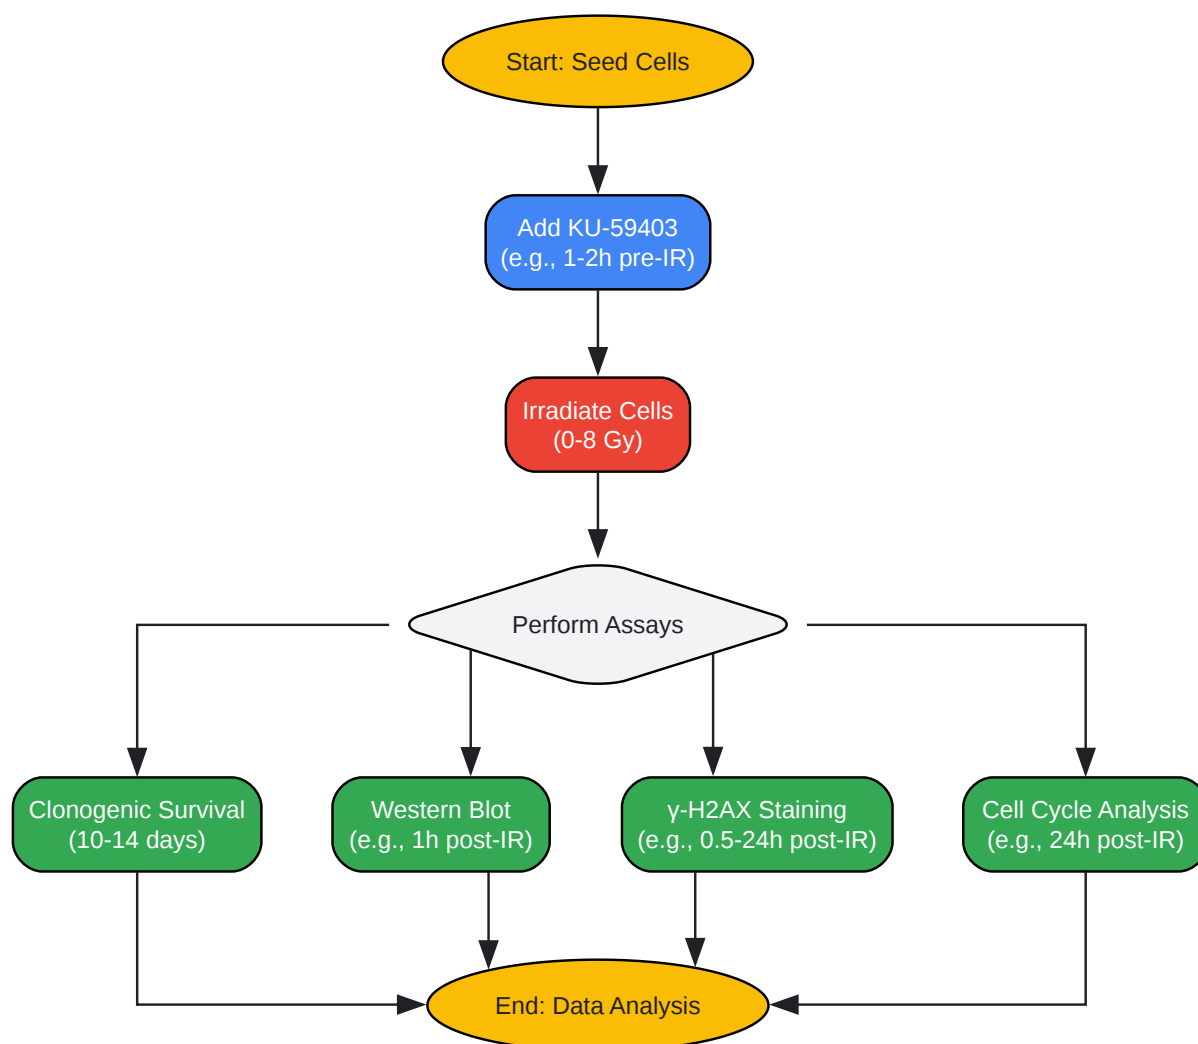 Start: Seed Cells
Add KU-59403
(e.g., 1-2h pre-IR)
Irradiate Cells
(0-8 Gy)
Perform Assays
Clonogenic Survival
(10-14 days)
Western Blot
(e.g., 1h post-IR)
γ-H2AX Staining
(e.g., 0.5-24h post-IR)
Cell Cycle Analysis
(e.g., 24h post-IR)
End: Data Analysis